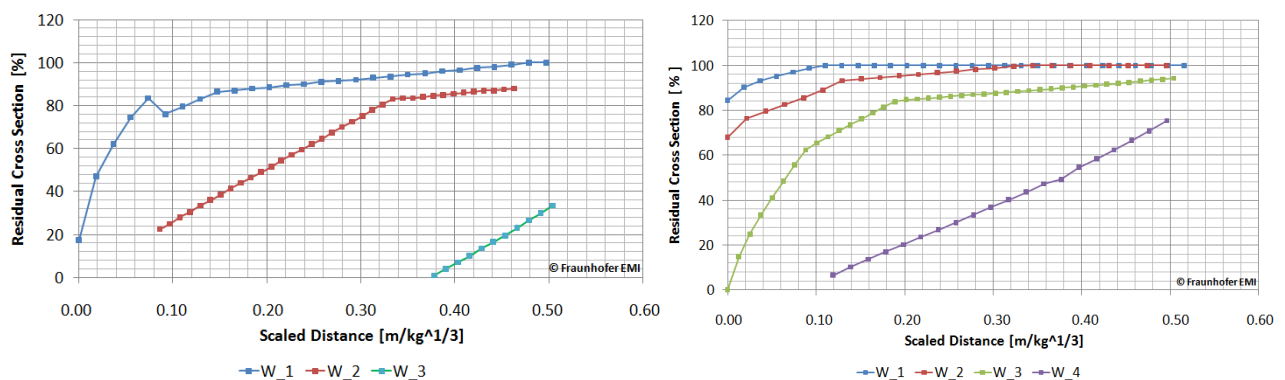 Residual Cross Section [%]
120
100
80
60
40
20
0
© Fraunhofer EMI
0.00 0.10 0.20 0.30 0.40 0.50 0.60
Scaled Distance [m/kg^1/3]
W_1 W_2 W_3
Residual Cross Section [ % ]
120
100
80
60
40
20
0
© Fraunhofer EMI
0.00 0.10 0.20 0.30 0.40 0.50 0.60
Scaled Distance [m/kg^1/3]
W_1 W_2 W_3 W_4